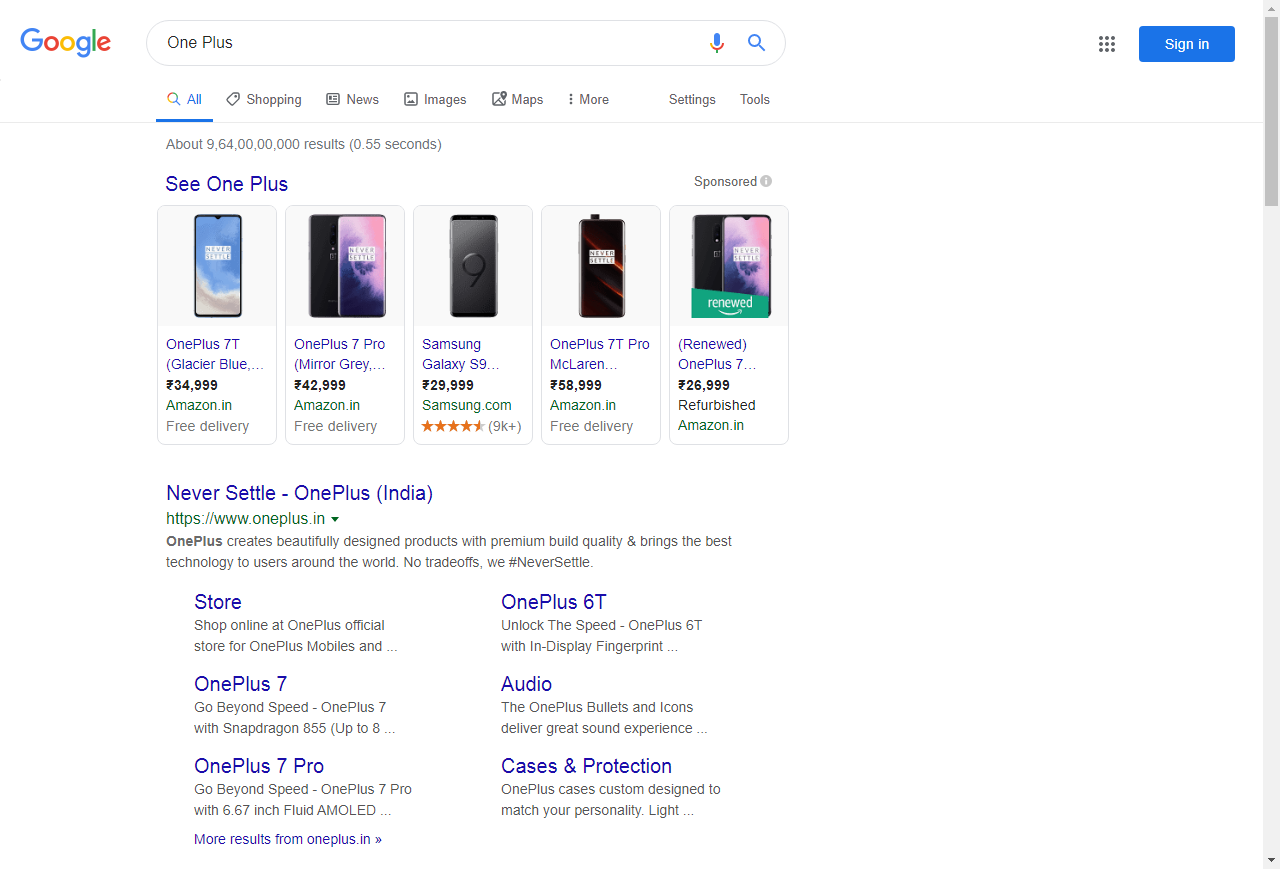 Google
One Plus
Sign in
All
Shopping
News
Images
Maps
More
Settings
Tools
About 9,64,00,00,000 results (0.55 seconds)
See One Plus
Sponsored
NEVER
SETTLE
OnePlus 7T
(Glacier Blue,...
₹34,999
Amazon.in
Free delivery
NEVER
SETTLE
OnePlus 7 Pro
(Mirror Grey,...
₹42,999
Amazon.in
Free delivery
9
Samsung
Galaxy S9...
₹29,999
Samsung.com
(9k+)
NEVER
SETTLE
OnePlus 7T Pro
McLaren...
₹58,999
Amazon.in
Free delivery
NEVER
SETTLE
renewed
(Renewed)
OnePlus 7...
₹26,999
Refurbished
Amazon.in
Never Settle - OnePlus (India)
https://www.oneplus.in
OnePlus creates beautifully designed products with premium build quality & brings the best
technology to users around the world. No tradeoffs, we #NeverSettle.
Store
Shop online at OnePlus official
store for OnePlus Mobiles and ...
OnePlus 6T
Unlock The Speed - OnePlus 6T
with In-Display Fingerprint ...
OnePlus 7
Go Beyond Speed - OnePlus 7
with Snapdragon 855 (Up to 8 ...
Audio
The OnePlus Bullets and Icons
deliver great sound experience ...
OnePlus 7 Pro
Go Beyond Speed - OnePlus 7 Pro
with 6.67 inch Fluid AMOLED ...
Cases & Protection
OnePlus cases custom designed to
match your personality. Light ...
More results from oneplus.in »